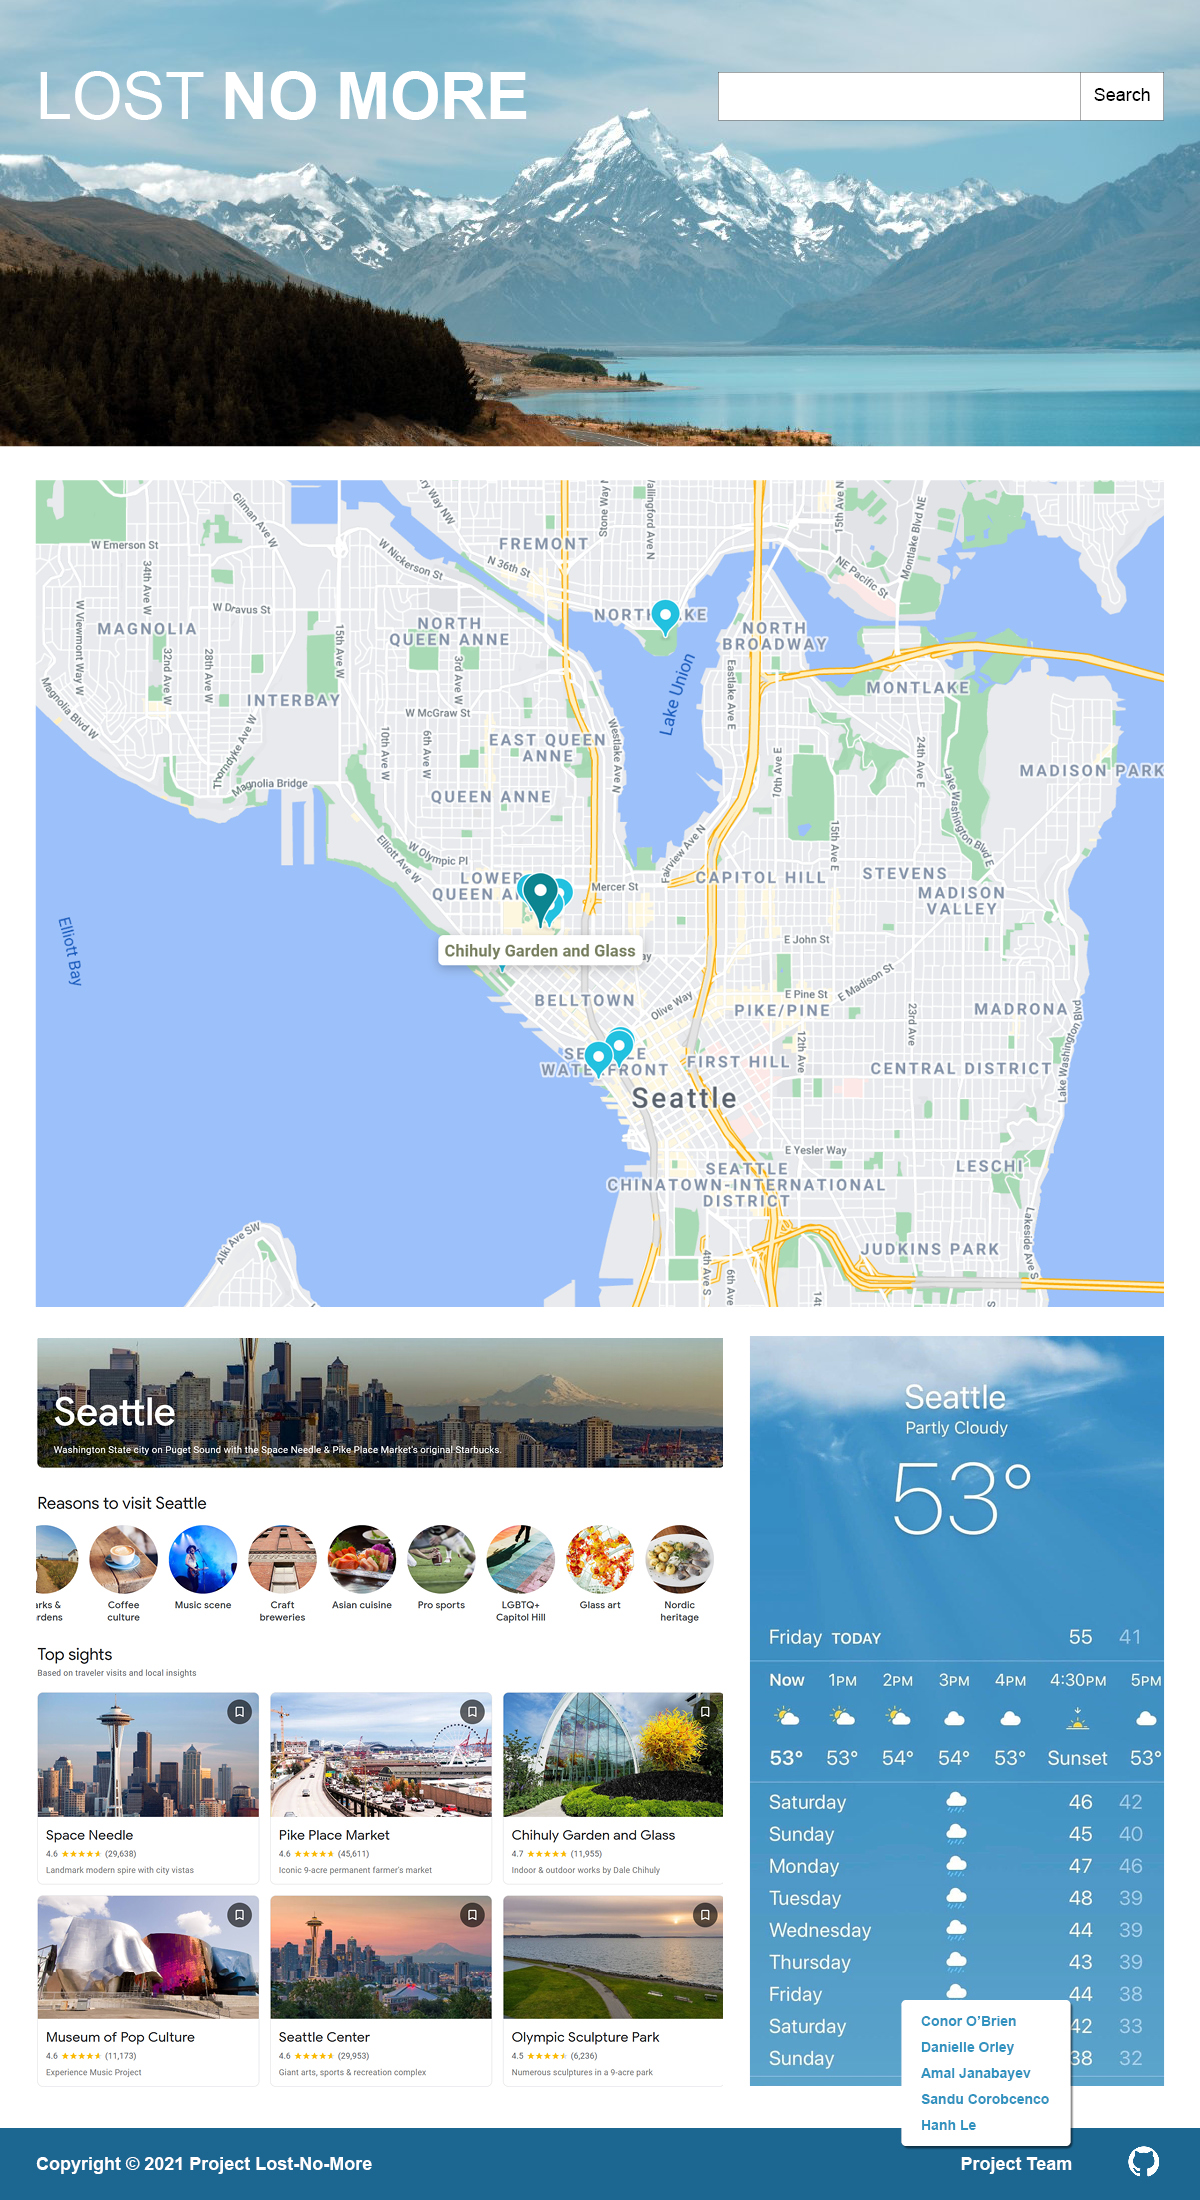 LOST NO MORE
Search
Gilman Ave W
W Emerson St
34th Ave W
W Nickerson St
FREMONT
N 36th St
Stone Way N
15th Ave N
Montlake Blvd NE
NE Pacific St
W Viewmont Way W
MAGNOLIA
W Dravus St
32nd Ave W
28th Ave W
15th Ave W
NORTH
QUEEN ANNE
3rd Ave W
NORTH
BROADWAY
INTERBAY
Magnolia Blvd W
Thorndyke Ave W
Magnolia Bridge
W McGraw St
10th Ave W
6th Ave W
EAST QUEEN
ANNE
QUEEN ANNE
Westlake Ave N
Lake Union
Eastlake Ave E
MONTLAKE
10th Ave E
24th Ave E
Lake Washington Blvd E
MADISON PARK
W Olympic Pl
Elliott Ave W
Fairview Ave N
15th Ave E
LOWER
Mercer St
CAPITOL HILL
STEVENS
MADISON
VALLEY
Elliott Bay
Chihuly Garden and Glass
E John St
E Madison St
BELLTOWN
Olive Way
E Pine St
PIKE/PINE
23rd Ave
MADRONA
FIRST HILL
12th Ave
CENTRAL DISTRICT
Lake Washington Blvd
Seattle
E Yesler Way
LESCHI
SEATTLE
CHINATOWN-INTERNATIONAL
DISTRICT
Alki Ave SW
4th Ave S
6th Ave
JUDKINS PARK
Lakeside Ave S
Seattle
Washington State city on Puget Sound with the Space Needle & Pike Place Market's original Starbucks.
Reasons to visit Seattle
arks &
rdens
Coffee
culture
Music scene
Craft
breweries
Asian cuisine
Pro sports
LGBTQ+
Capitol Hill
Glass art
Nordic
heritage
Top sights
Based on traveler visits and local insights
Space Needle
4.6 (29,638)
Landmark modern spire with city vistas
Pike Place Market
4.6 (45,611)
Iconic 9-acre permanent farmer's market
Chihuly Garden and Glass
4.7 (11,955)
Indoor & outdoor works by Dale Chihuly
Museum of Pop Culture
4.6 (11,173)
Experience Music Project
Seattle Center
4.6 (29,953)
Giant arts, sports & recreation complex
Olympic Sculpture Park
4.5 (6,236)
Numerous sculptures in a 9-acre park
Seattle
Partly Cloudy
53°
Friday TODAY 55 41
Now 1PM 2PM 3PM 4PM 4:30PM 5PM
53° 53° 54° 54° 53° Sunset 53°
Saturday 46 42
Sunday 45 40
Monday 47 46
Tuesday 48 39
Wednesday 44 39
Thursday 43 39
Friday 44 38
Saturday 42 33
Sunday 38 32
Conor O'Brien
Danielle Orley
Amal Janabayev
Sandu Corobcenco
Hanh Le
Copyright © 2021 Project Lost-No-More
Project Team